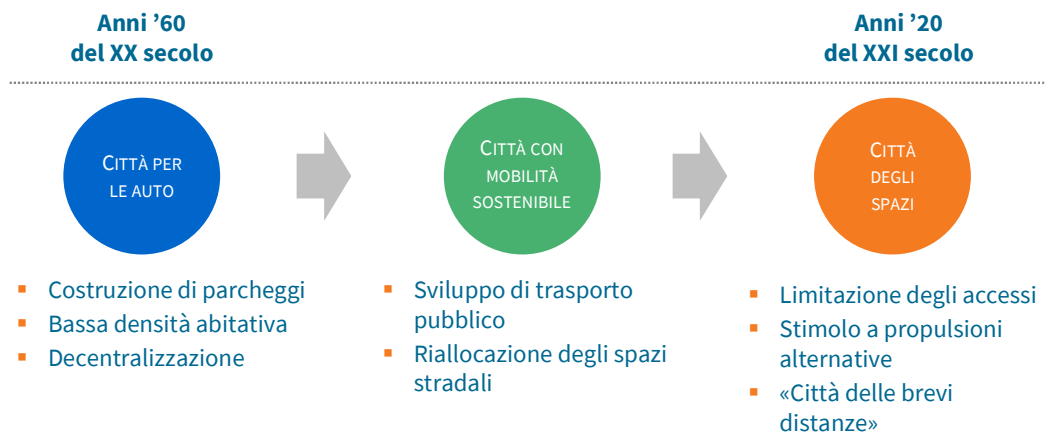 Anni ’60
del XX secolo
Anni ’20
del XXI secolo
CITTÀ PER
LE AUTO
CITTÀ CON
MOBILITÀ
SOSTENIBILE
CITTÀ
DEGLI
SPAZI
▪ Costruzione di parcheggi
▪ Bassa densità abitativa
▪ Decentralizzazione
▪ Sviluppo di trasporto
pubblico
▪ Riallocazione degli spazi
stradali
▪ Limitazione degli accessi
▪ Stimolo a propulsioni
alternative
▪ «Città delle brevi
distanze»